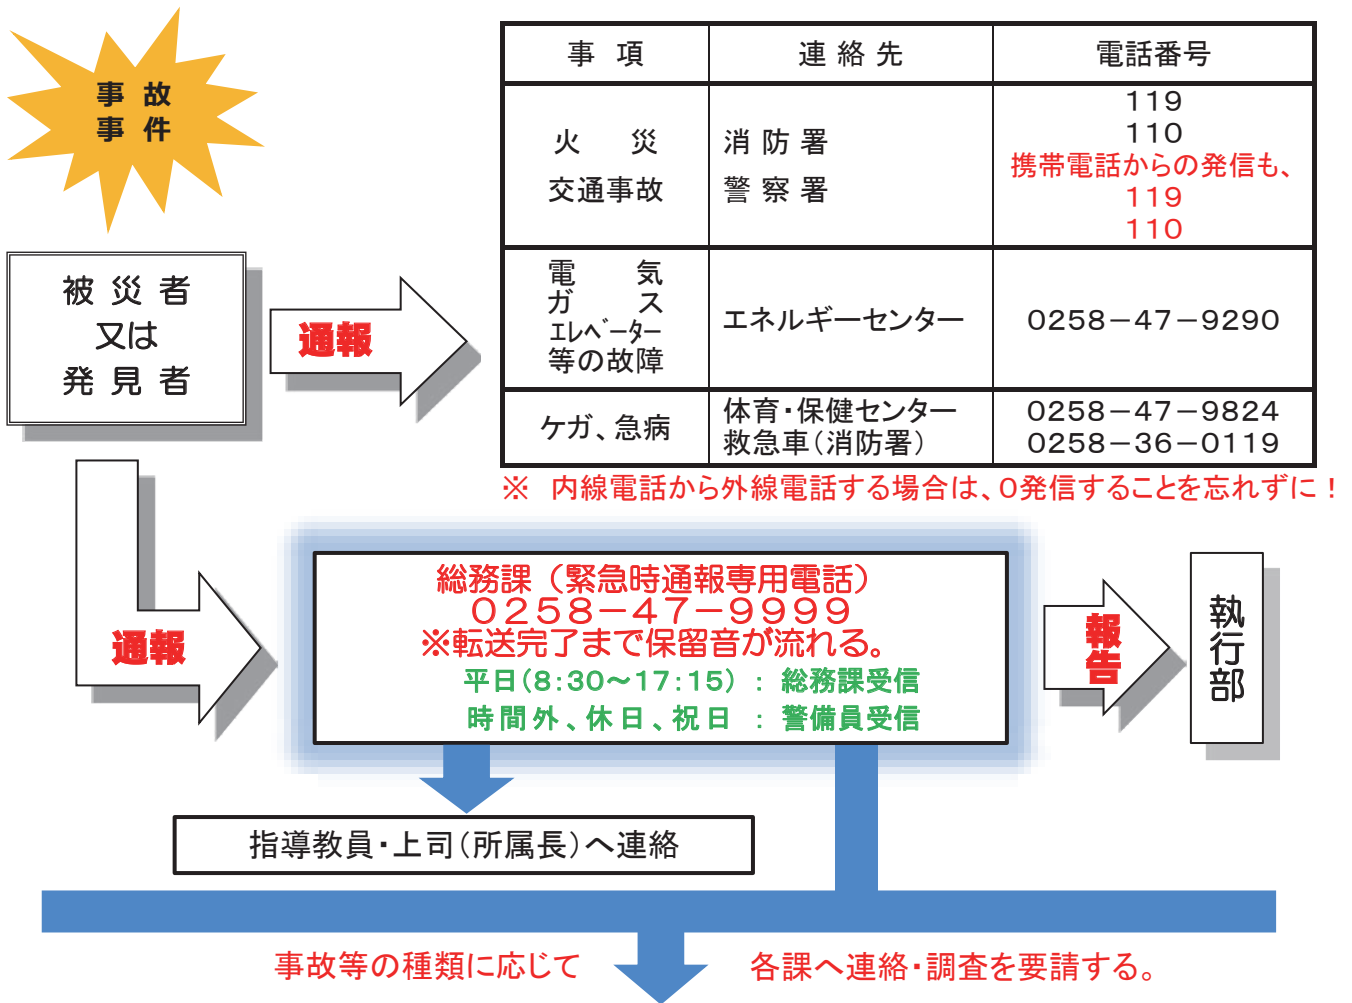 事 故
事 件
被 災 者
又は
発 見 者
通報
事 項
連 絡 先
電話番号
火 災
交通事故
消 防 署
警 察 署
119
110
携帯電話からの発信も、
119
110
電 気
ガ ス
エレベーター
等の故障
エネルギーセンター
0258-47-9290
ケガ、急病
体育・保健センター
救急車(消防署)
0258-47-9824
0258-36-0119
※ 内線電話から外線電話する場合は、0発信することを忘れずに!
通報
総務課(緊急時通報専用電話)
0258-47-9999
※転送完了まで保留音が流れる。
平日(8:30~17:15) : 総務課受信
時間外、休日、祝日 : 警備員受信
報告
執行部
指導教員・上司(所属長)へ連絡
事故等の種類に応じて 各課へ連絡・調査を要請する。